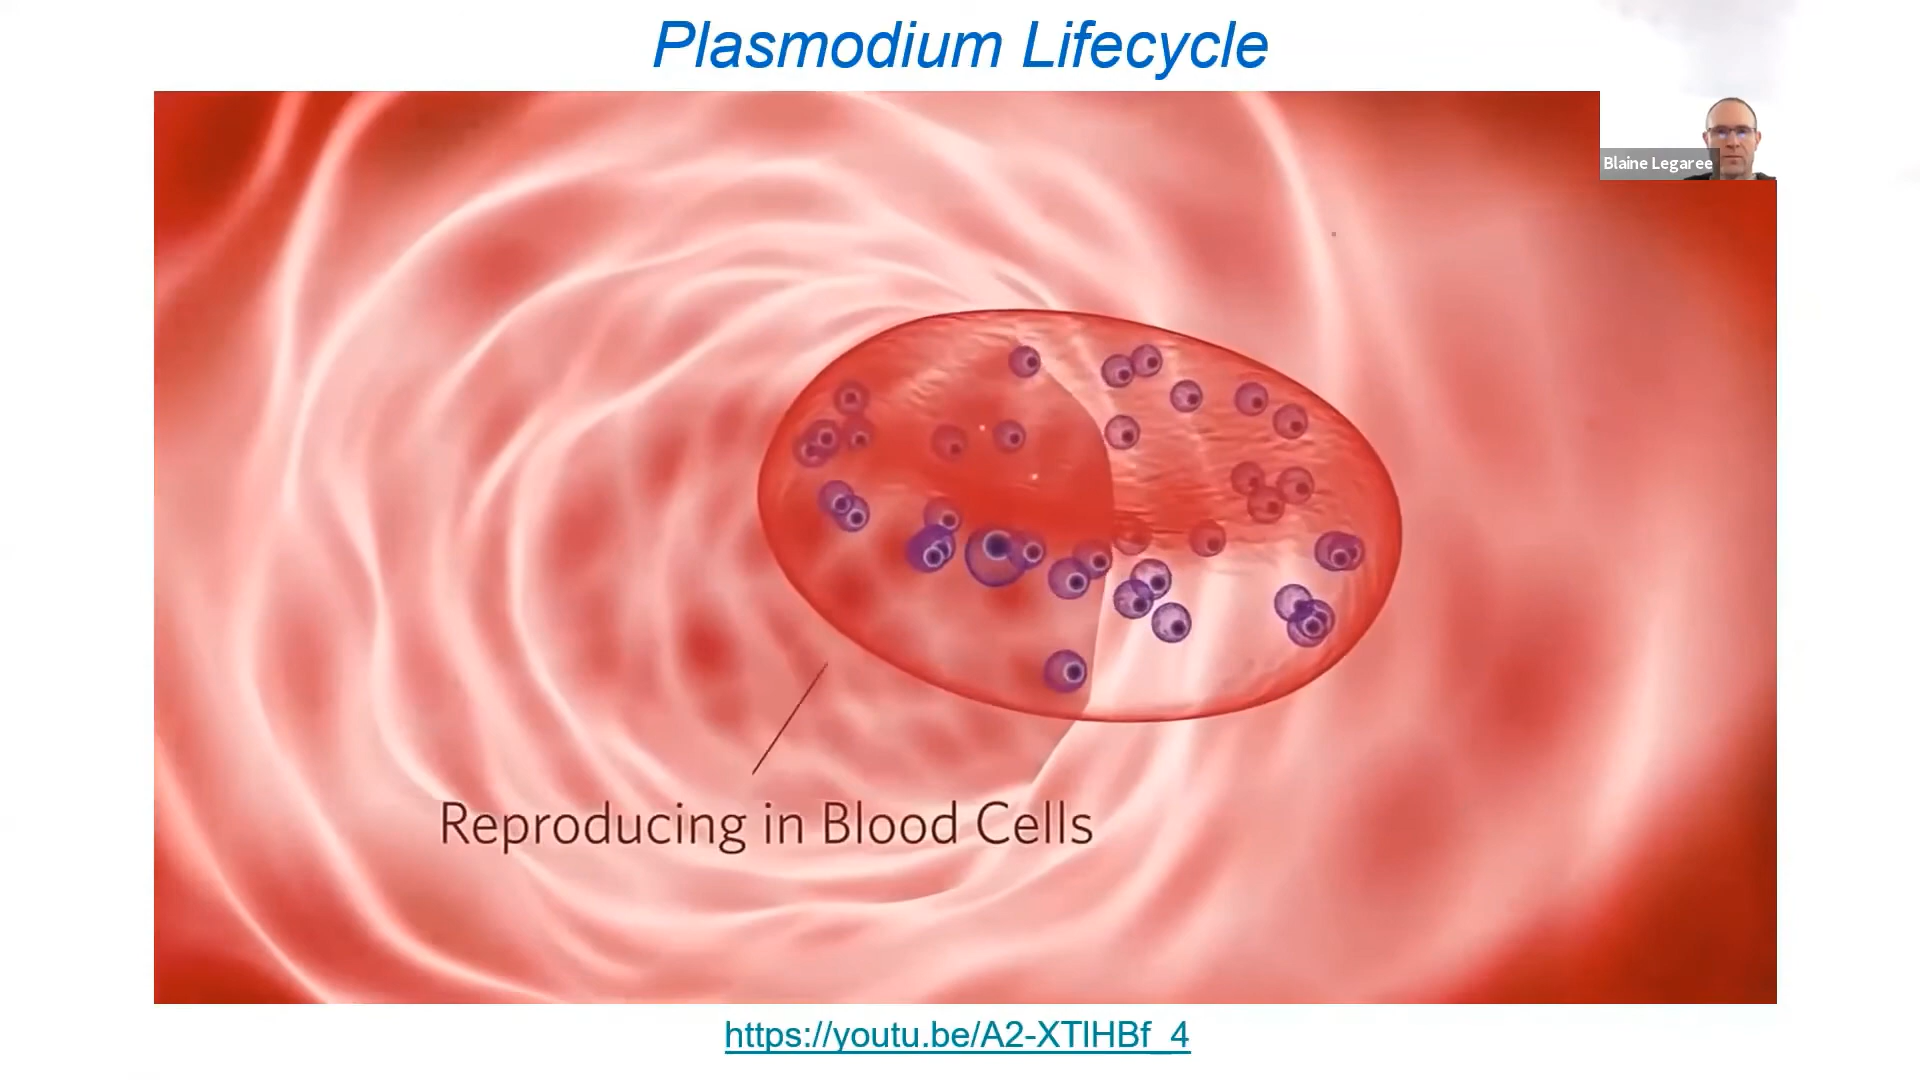 Plasmodium Lifecycle
Blaine Legaree
Reproducing in Blood Cells
https://youtu.be/A2-XTlHBf_4